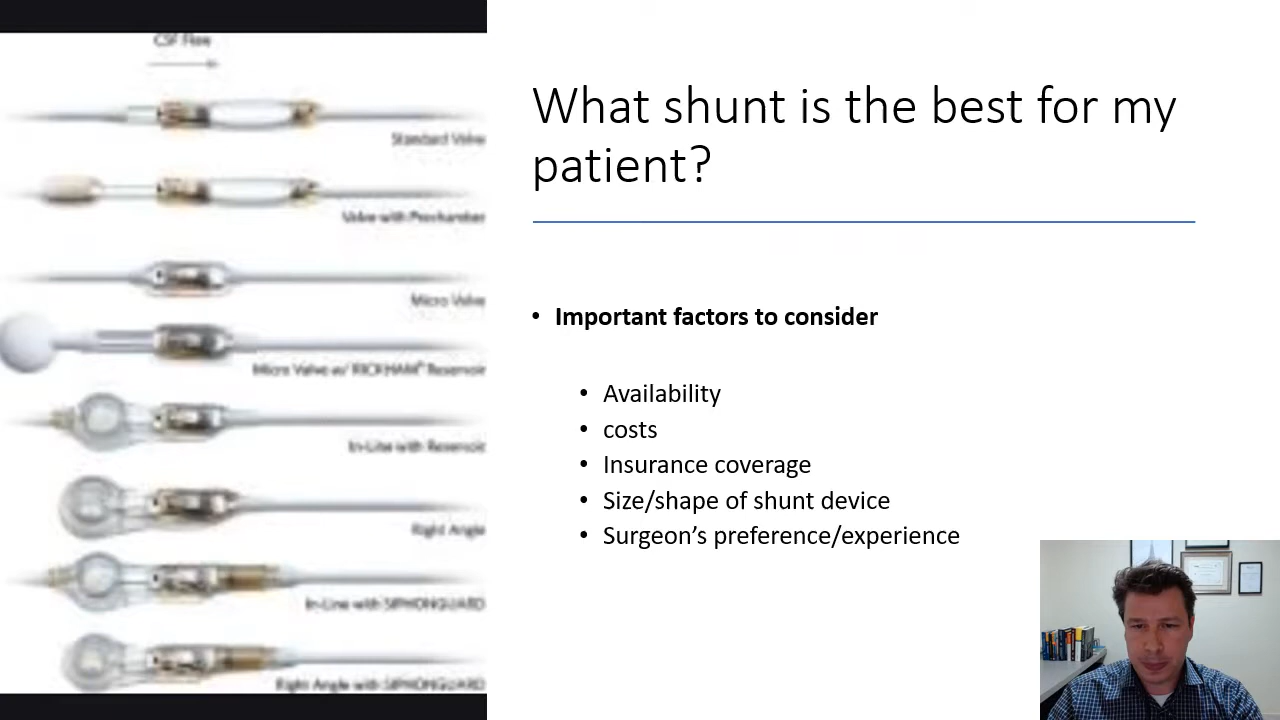 CSF Flow
Standard Valve
Valve with Prechamber
Micro Valve
Micro Valve w/ RICKHAM® Reservoir
In-Line with Reservoir
Right Angle
In-Line with SIPHONGUARD
Right Angle with SIPHONGUARD
What shunt is the best for my
patient?
• Important factors to consider
• Availability
• costs
• Insurance coverage
• Size/shape of shunt device
• Surgeon’s preference/experience